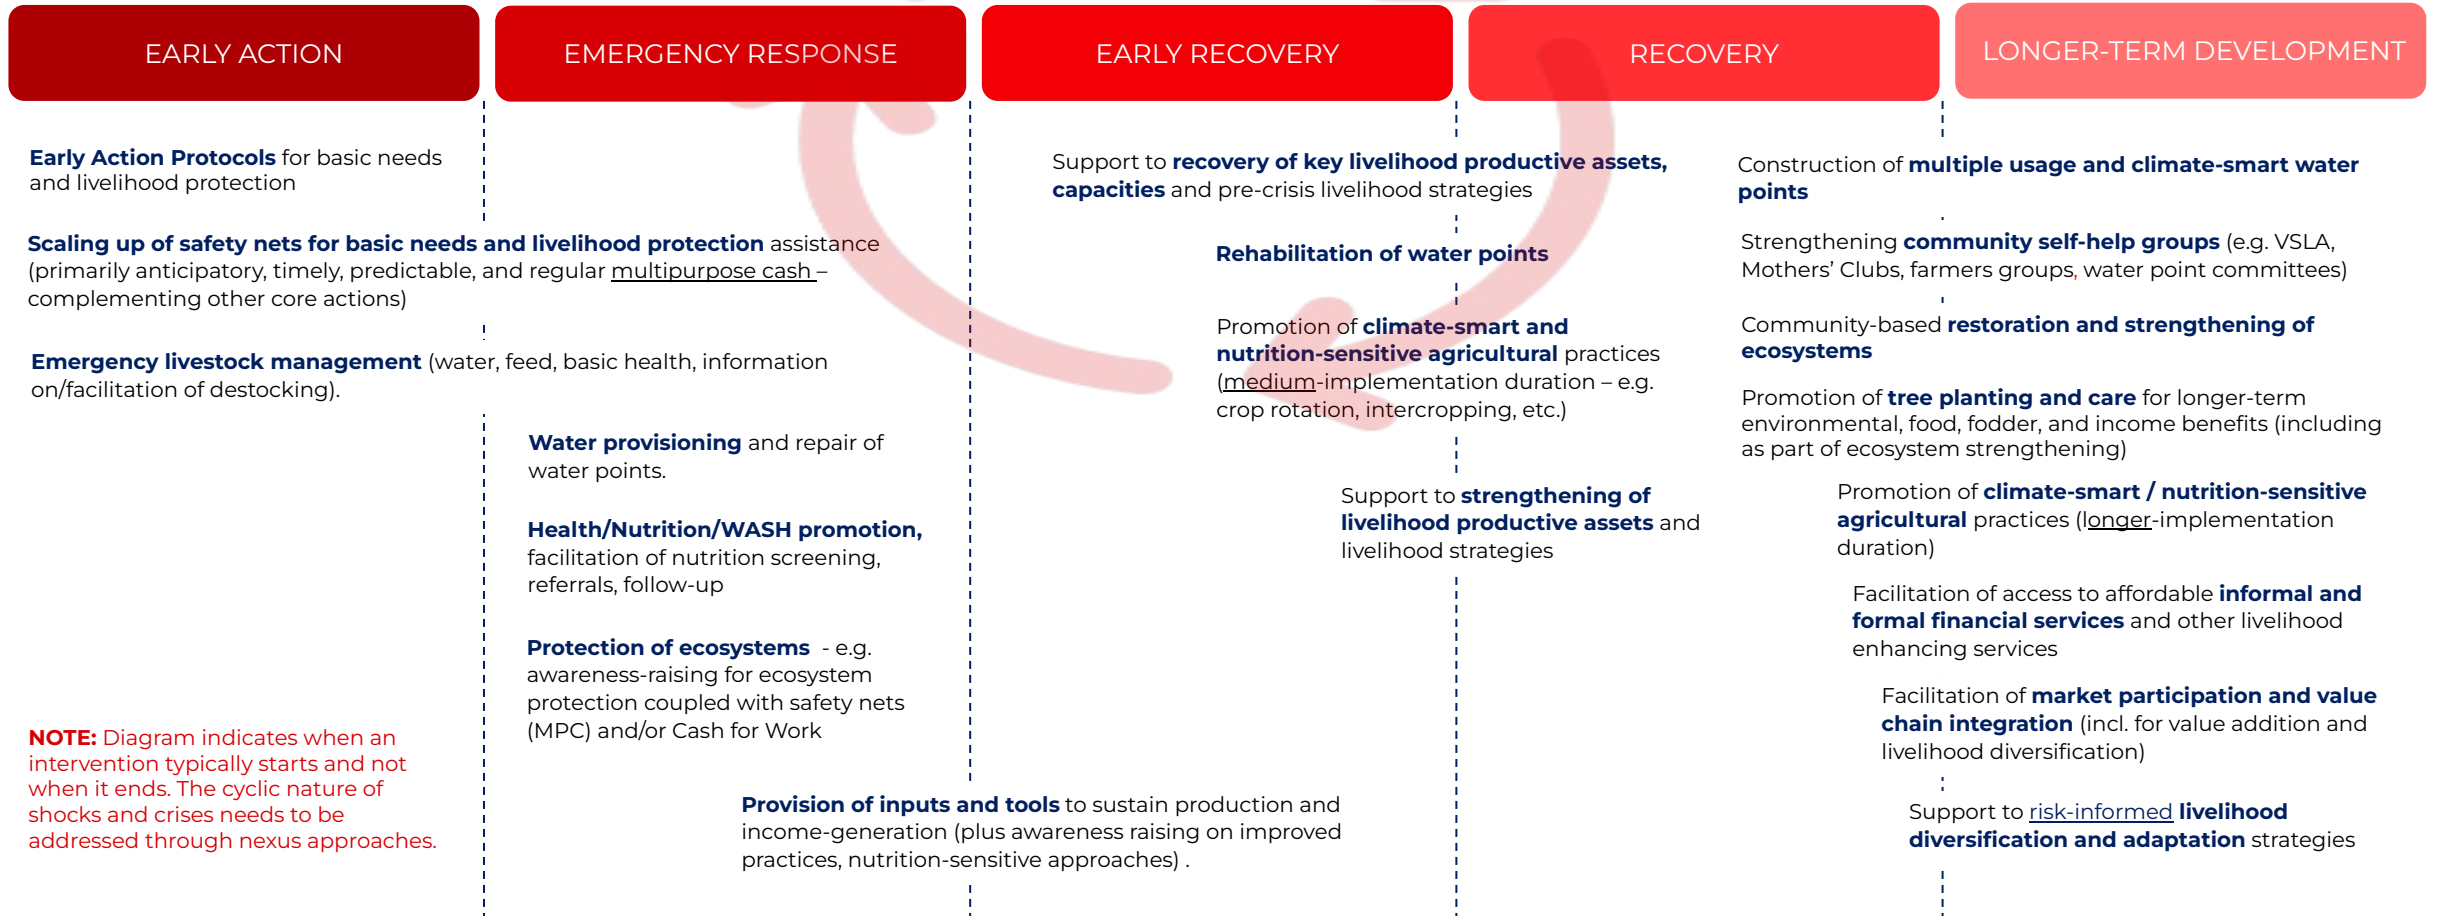 EARLY ACTION
EMERGENCY RESPONSE
EARLY RECOVERY
RECOVERY
LONGER-TERM DEVELOPMENT
Early Action Protocols for basic needs
and livelihood protection
Scaling up of safety nets for basic needs and livelihood protection assistance
(primarily anticipatory, timely, predictable, and regular multipurpose cash –
complementing other core actions)
Emergency livestock management (water, feed, basic health, information
on/facilitation of destocking).
NOTE: Diagram indicates when an
intervention typically starts and not
when it ends. The cyclic nature of
shocks and crises needs to be
addressed through nexus approaches.
Water provisioning and repair of
water points.
Health/Nutrition/WASH promotion,
facilitation of nutrition screening,
referrals, follow-up
Protection of ecosystems - e.g.
awareness-raising for ecosystem
protection coupled with safety nets
(MPC) and/or Cash for Work
Provision of inputs and tools to sustain production and
income-generation (plus awareness raising on improved
practices, nutrition-sensitive approaches) .
Support to recovery of key livelihood productive assets,
capacities and pre-crisis livelihood strategies
Rehabilitation of water points
Promotion of climate-smart and
nutrition-sensitive agricultural practices
(medium-implementation duration – e.g.
crop rotation, intercropping, etc.)
Support to strengthening of
livelihood productive assets and
livelihood strategies
Construction of multiple usage and climate-smart water
points
Strengthening community self-help groups (e.g. VSLA,
Mothers’ Clubs, farmers groups, water point committees)
Community-based restoration and strengthening of
ecosystems
Promotion of tree planting and care for longer-term
environmental, food, fodder, and income benefits (including
as part of ecosystem strengthening)
Promotion of climate-smart / nutrition-sensitive
agricultural practices (longer-implementation
duration)
Facilitation of access to affordable informal and
formal financial services and other livelihood
enhancing services
Facilitation of market participation and value
chain integration (incl. for value addition and
livelihood diversification)
Support to risk-informed livelihood
diversification and adaptation strategies